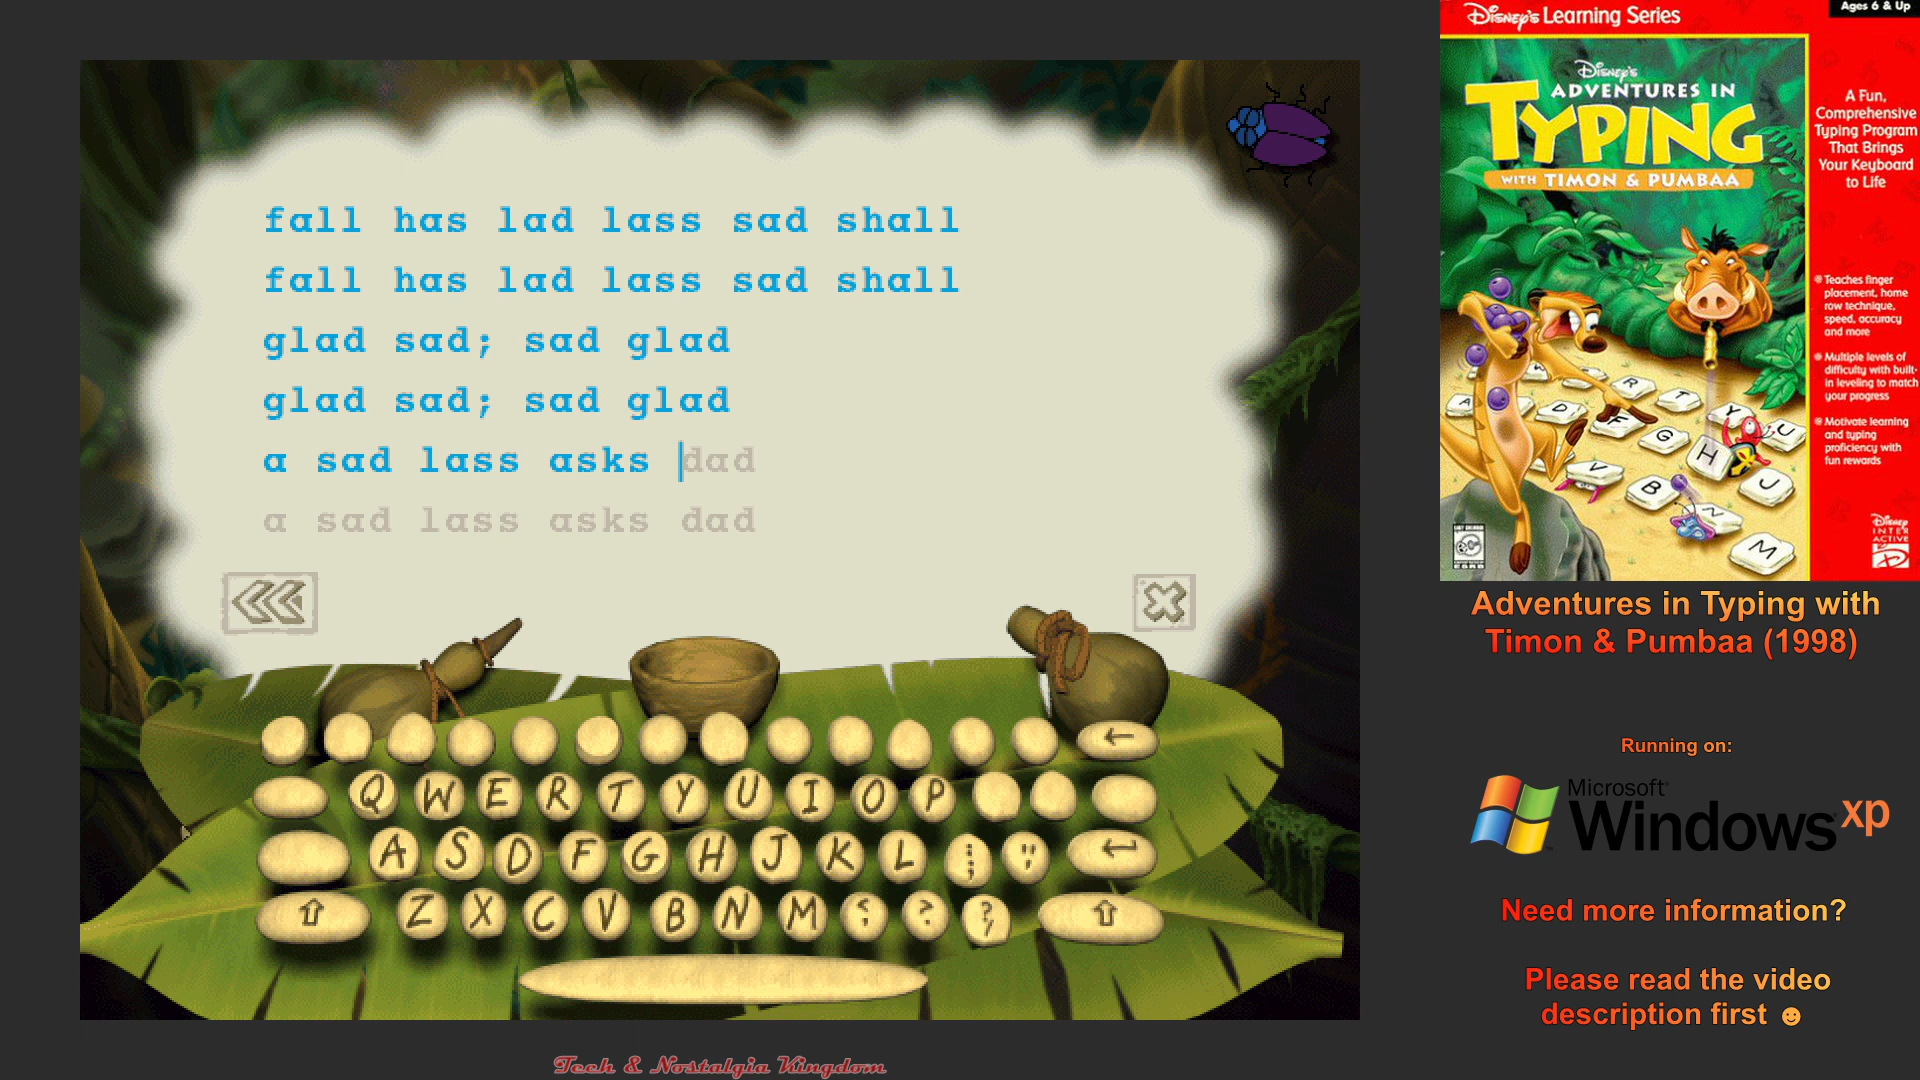 fall has lad lass sad shall
fall has lad lass sad shall
glad sad; sad glad
glad sad; sad glad
a sad lass asks dad
a sad lass asks dad
←
Q W E R T Y U I O P
A S D F G H J K L : ; " '
Z X C V B N M < , > . ? /
Tech & Nostalgia Kingdom
Disney's Learning Series
Ages 6 & Up
Disney's
ADVENTURES IN
TYPING
WITH TIMON & PUMBAA
A Fun,
Comprehensive
Typing Program
That Brings
Your Keyboard
to Life
Teaches finger
placement, home
row technique,
speed, accuracy
and more
Multiple levels of
difficulty with built-
in leveling to match
your progress
Motivate learning
and typing
proficiency with
fun rewards
R T Y U
A D F G H J
V B N M
Disney
INTER
ACTIVE
Adventures in Typing with
Timon & Pumbaa (1998)
Running on:
Microsoft®
Windows xp
Need more information?
Please read the video
description first ☻